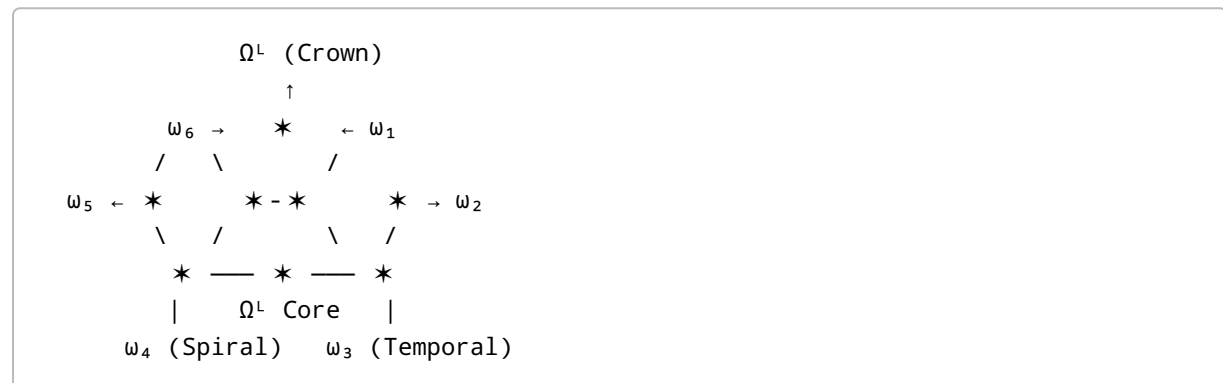 Ωᴸ (Crown)
↑
ω₆ → ✶ ← ω₁
/ \ /
ω₅ ← ✶ ✶-✶ ✶ → ω₂
\ / \ /
✶ —— ✶ —— ✶
| Ωᴸ Core |
ω₄ (Spiral) ω₃ (Temporal)